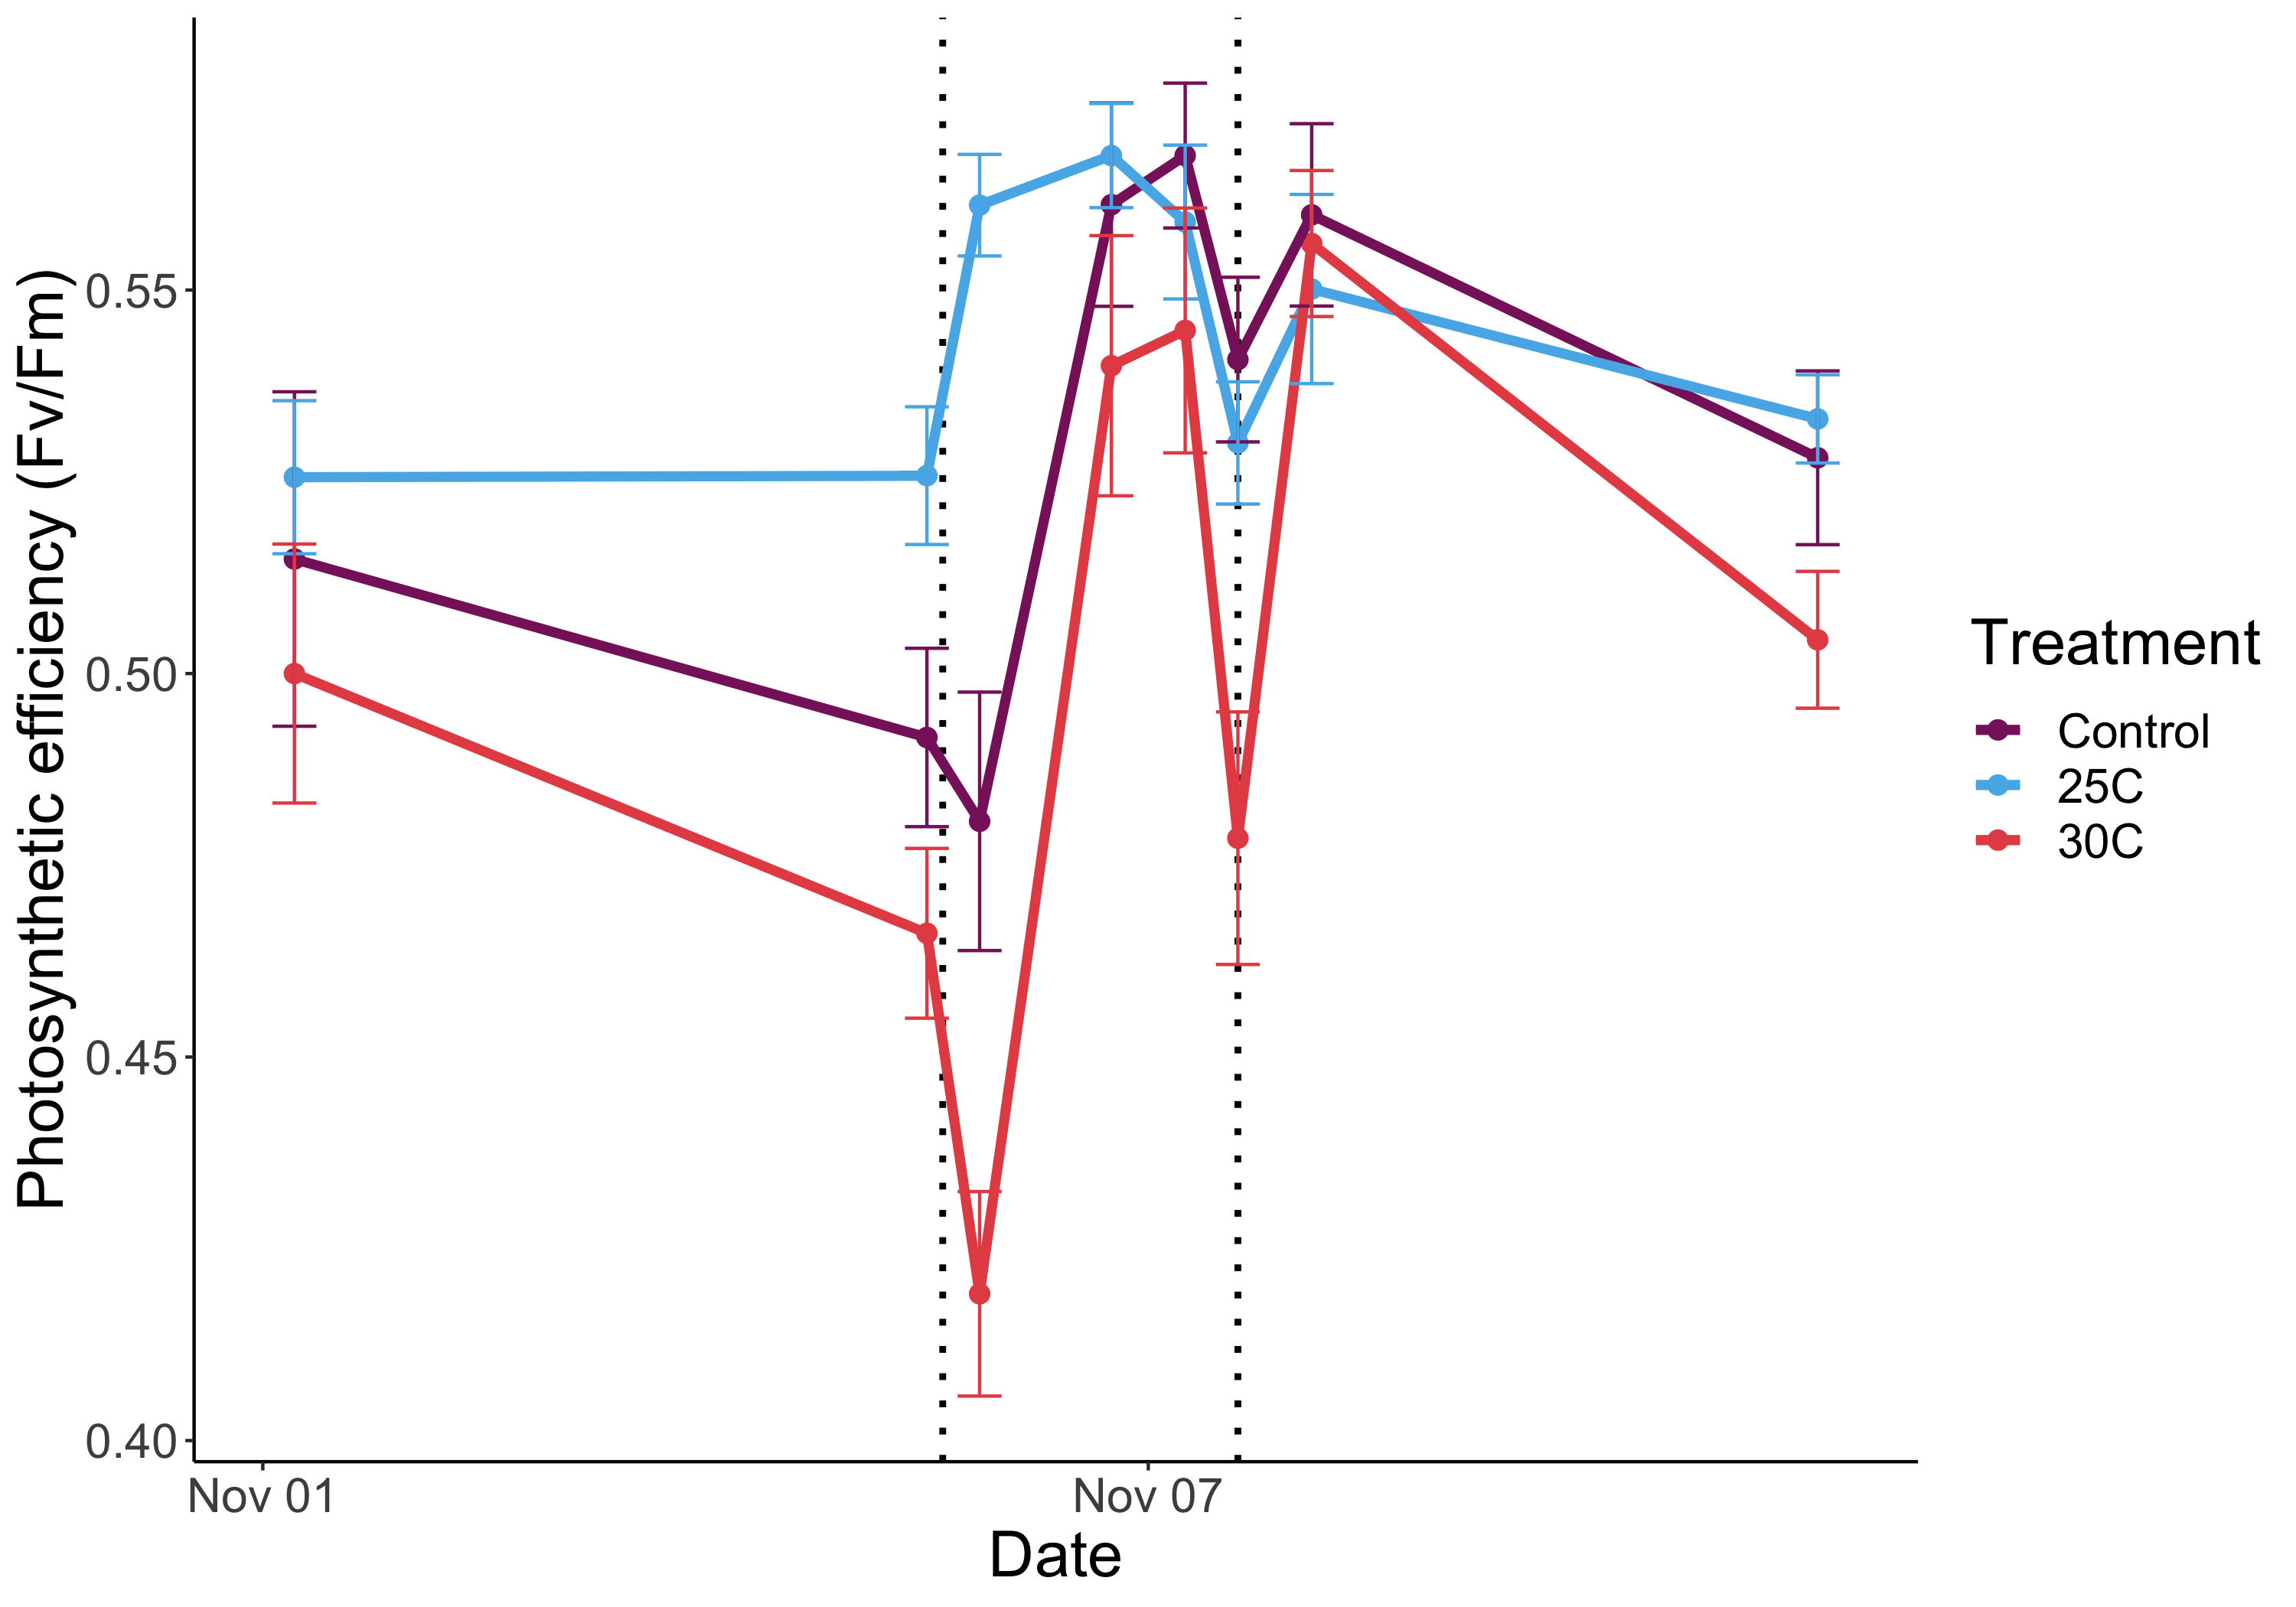 Photosynthetic efficiency (Fv/Fm)
0.55
0.50
0.45
0.40
Nov 01
Nov 07
Date
Treatment
Control
25C
30C